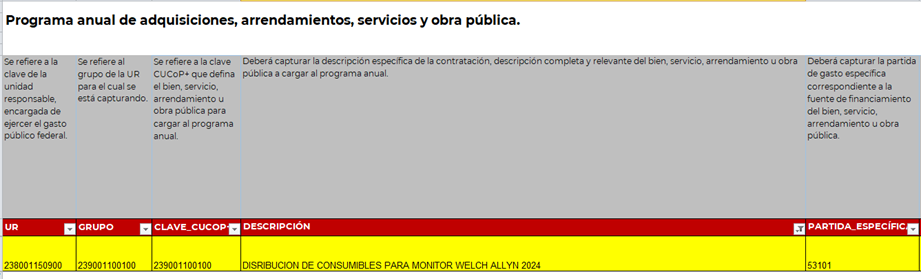 Programa anual de adquisiciones, arrendamientos, servicios y obra pública.
Se refiere a la
clave de la
unidad
responsable,
encargada de
ejercer el gasto
público federal.
Se refiere al
grupo de la UR
para el cual se
está capturando.
Se refiere a la clave
CUCoP+ que defina
el bien, servicio,
arrendamiento u
obra pública para
cargar al programa
anual.
Deberá capturar la descripción específica de la contratación, descripción completa y relevante del bien, servicio, arrendamiento u obra
pública a cargar al programa anual.
Deberá capturar la partida
de gasto específica
correspondiente a la
fuente de financiamiento
del bien, servicio,
arrendamiento u obra
pública.
UR GRUPO CLAVE_CUCOP+ DESCRIPCIÓN PARTIDA_ESPECÍFICA
238001150900 239001100100 239001100100 DISRIBUCION DE CONSUMIBLES PARA MONITOR WELCH ALLYN 2024 53101